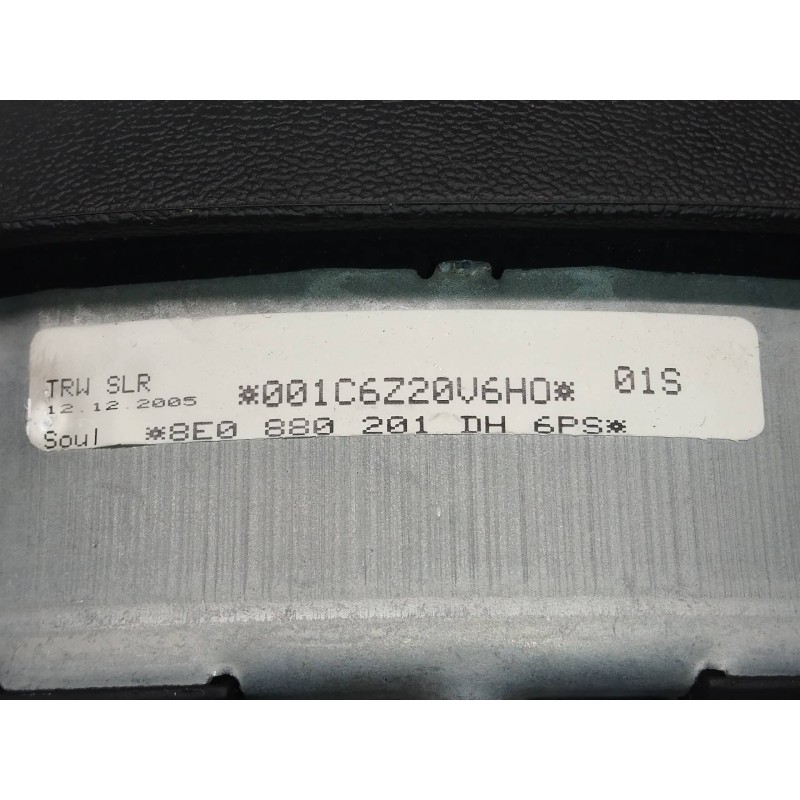 TRW SLR *001C6Z20V6HO* 01S
12.12.2005
Soul *8E0 880 201 DH 6PS*